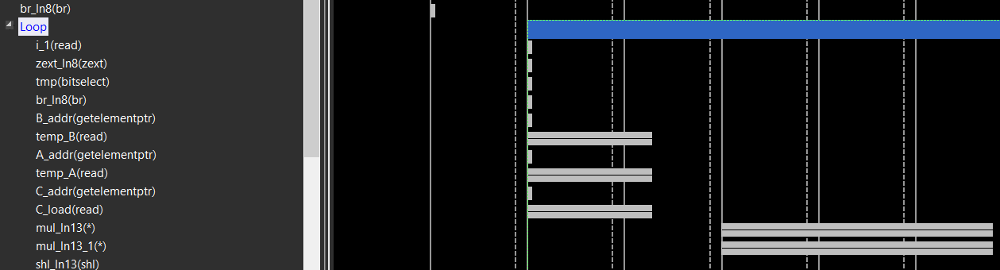 br_ln8(br)
Loop
i_1(read)
zext_ln8(zext)
tmp(bitselect)
br_ln8(br)
B_addr(getelementptr)
temp_B(read)
A_addr(getelementptr)
temp_A(read)
C_addr(getelementptr)
C_load(read)
mul_ln13(*)
mul_ln13_1(*)
shl_ln13(shl)